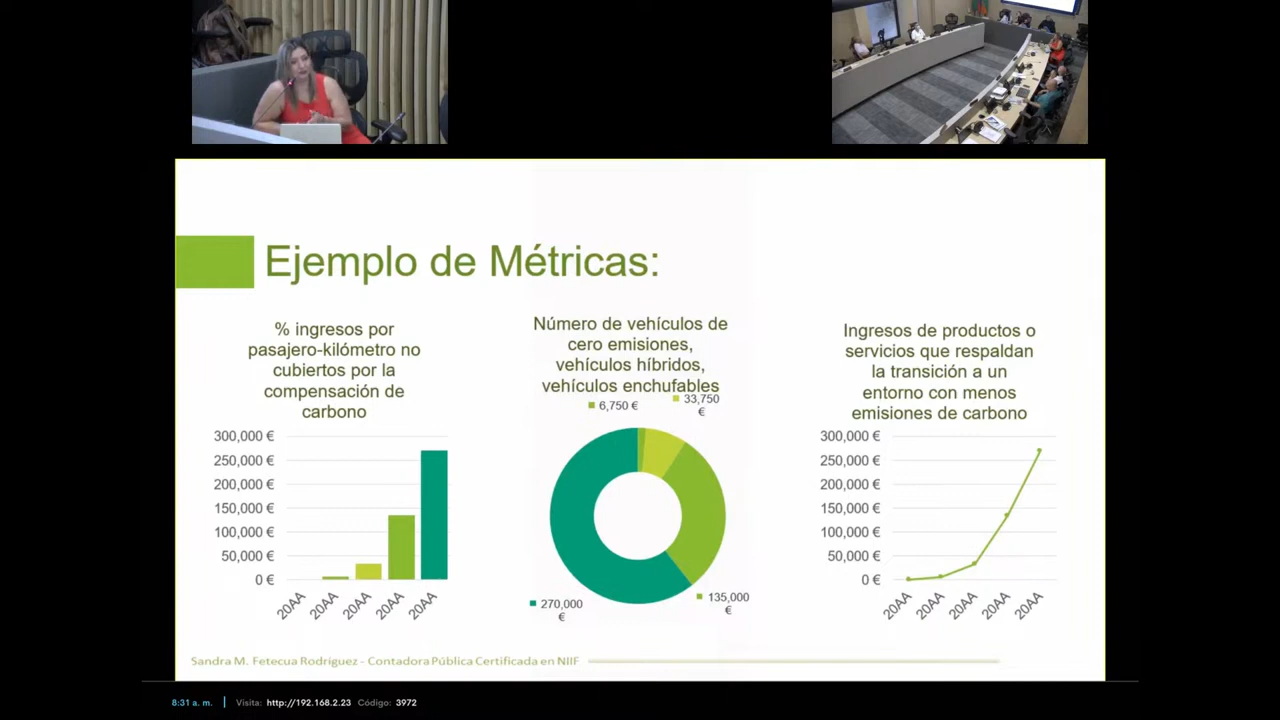 Ejemplo de Métricas:
% ingresos por
pasajero-kilómetro no
cubiertos por la
compensación de
carbono
300,000 €
250,000 €
200,000 €
150,000 €
100,000 €
50,000 €
0 €
20AA
20AA
20AA
20AA
20AA
Número de vehículos de
cero emisiones,
vehículos híbridos,
vehículos enchufables
6,750 €
33,750
€
270,000
€
135,000
€
Ingresos de productos o
servicios que respaldan
la transición a un
entorno con menos
emisiones de carbono
300,000 €
250,000 €
200,000 €
150,000 €
100,000 €
50,000 €
0 €
20AA
20AA
20AA
20AA
20AA
Sandra M. Fetecua Rodríguez - Contadora Pública Certificada en NIIF
8:31 a. m. | Visita: http://192.168.2.23 Código: 3972